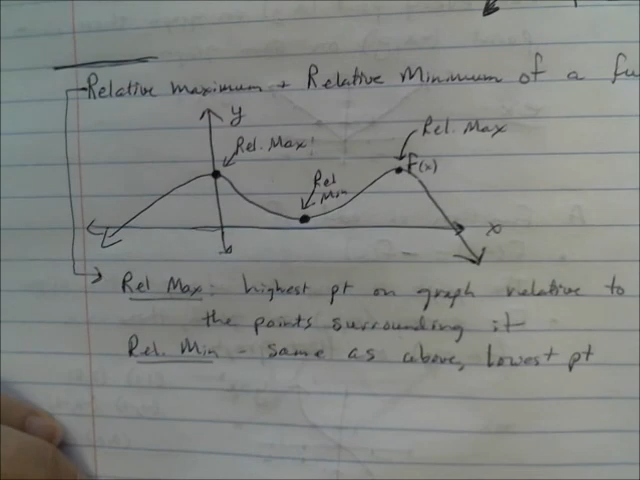 Relative maximum + Relative Minimum of a fu
y
Rel. Max
Rel. Max
Rel
Min
F(x)
x
Rel Max: highest pt on graph relative to
the points surrounding it
Rel. Min - same as above, lowest pt